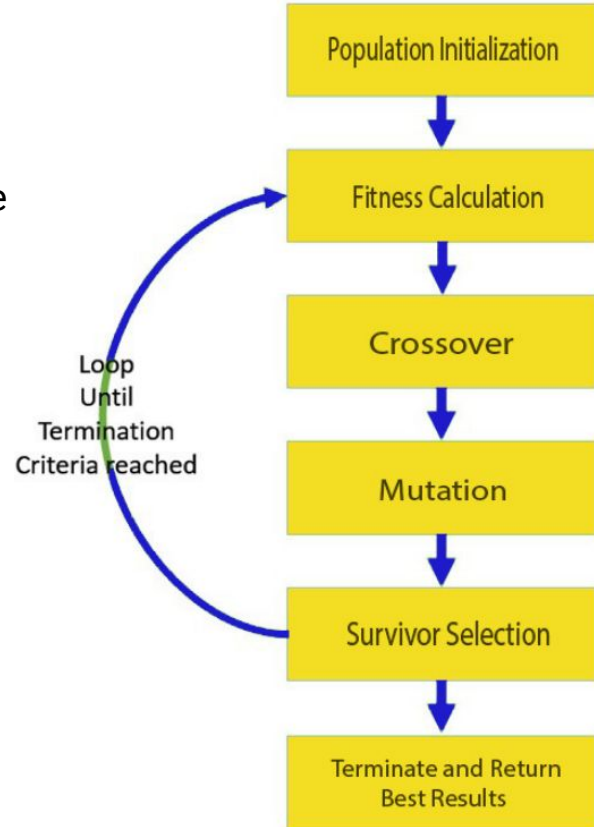 Population Initialization
e
Fitness Calculation
Crossover
Loop
Until
Termination
Criteria reached
Mutation
Survivor Selection
Terminate and Return
Best Results